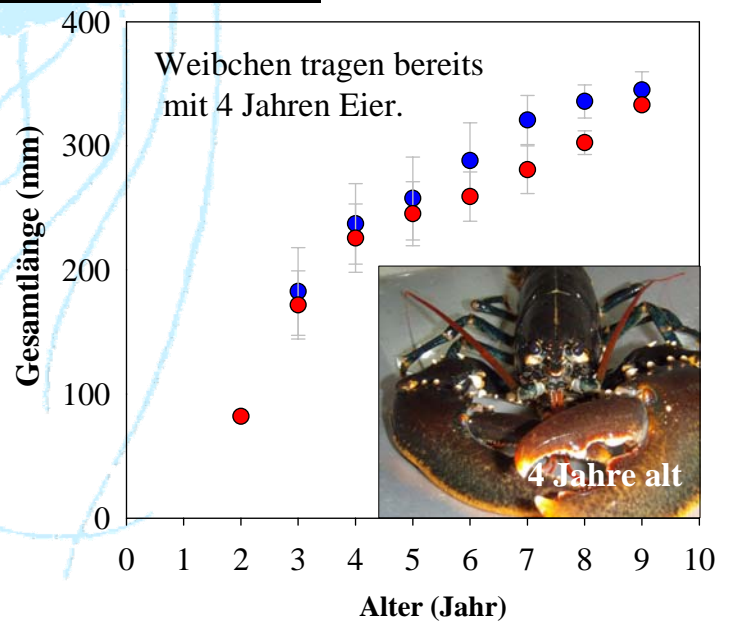 400
300
200
100
0
Gesamtlänge (mm)
Weibchen tragen bereits
mit 4 Jahren Eier.
4 Jahre alt
0 1 2 3 4 5 6 7 8 9 10
Alter (Jahr)